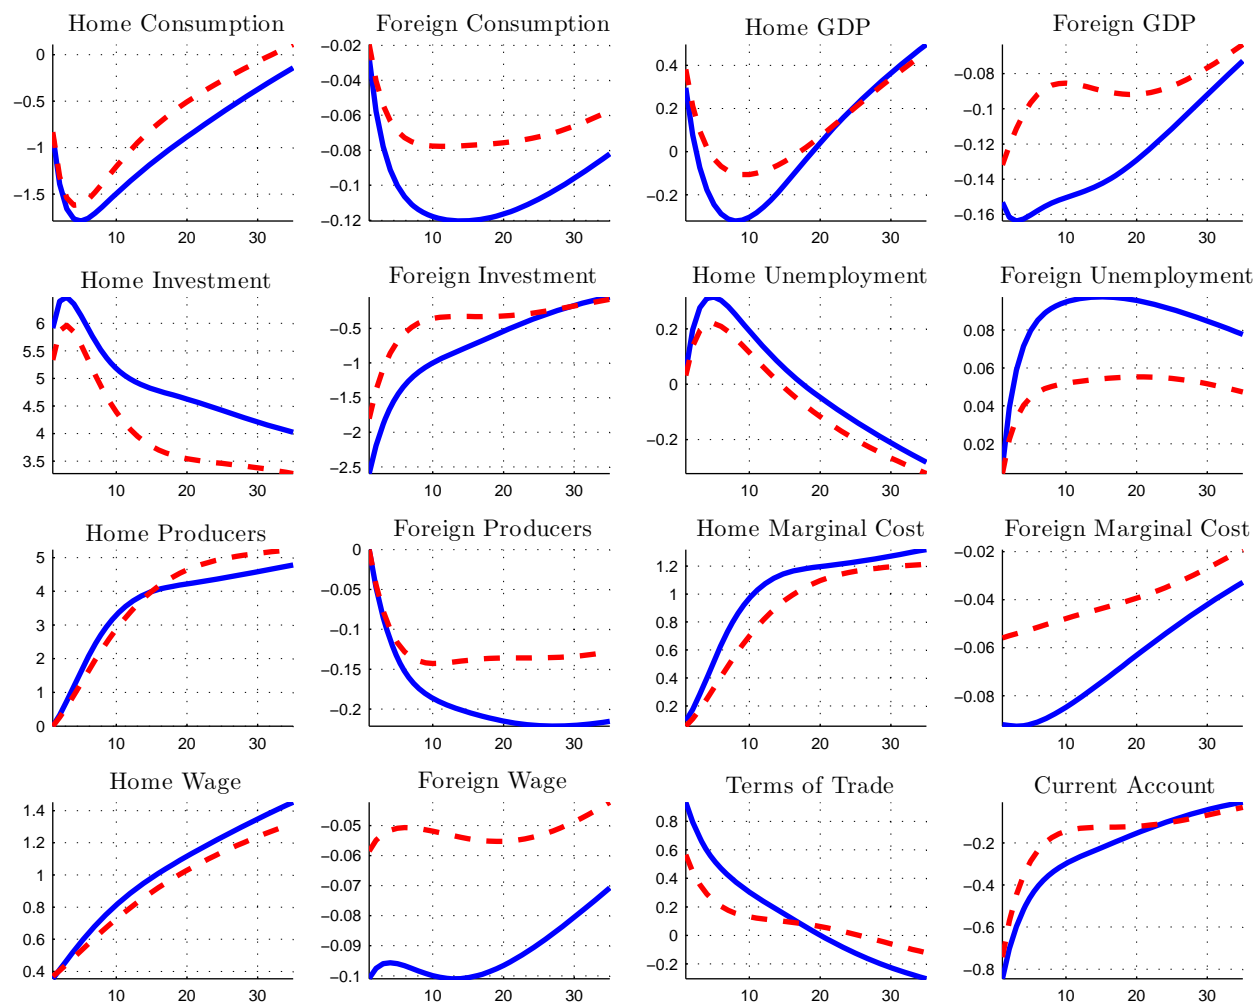 Home Consumption
0
−0.5
−1
−1.5
10 20 30
Foreign Consumption
−0.02
−0.04
−0.06
−0.08
−0.1
−0.12
10 20 30
Home GDP
0.4
0.2
0
−0.2
10 20 30
Foreign GDP
−0.08
−0.1
−0.12
−0.14
−0.16
10 20 30
Home Investment
6
5.5
5
4.5
4
3.5
10 20 30
Foreign Investment
−0.5
−1
−1.5
−2
−2.5
10 20 30
Home Unemployment
0.2
0
−0.2
10 20 30
Foreign Unemployment
0.08
0.06
0.04
0.02
10 20 30
Home Producers
5
4
3
2
1
0
10 20 30
Foreign Producers
0
−0.05
−0.1
−0.15
−0.2
10 20 30
Home Marginal Cost
1.2
1
0.8
0.6
0.4
0.2
10 20 30
Foreign Marginal Cost
−0.02
−0.04
−0.06
−0.08
10 20 30
Home Wage
1.4
1.2
1
0.8
0.6
0.4
10 20 30
Foreign Wage
−0.05
−0.06
−0.07
−0.08
−0.09
−0.1
10 20 30
Terms of Trade
0.8
0.6
0.4
0.2
0
−0.2
10 20 30
Current Account
−0.2
−0.4
−0.6
−0.8
10 20 30